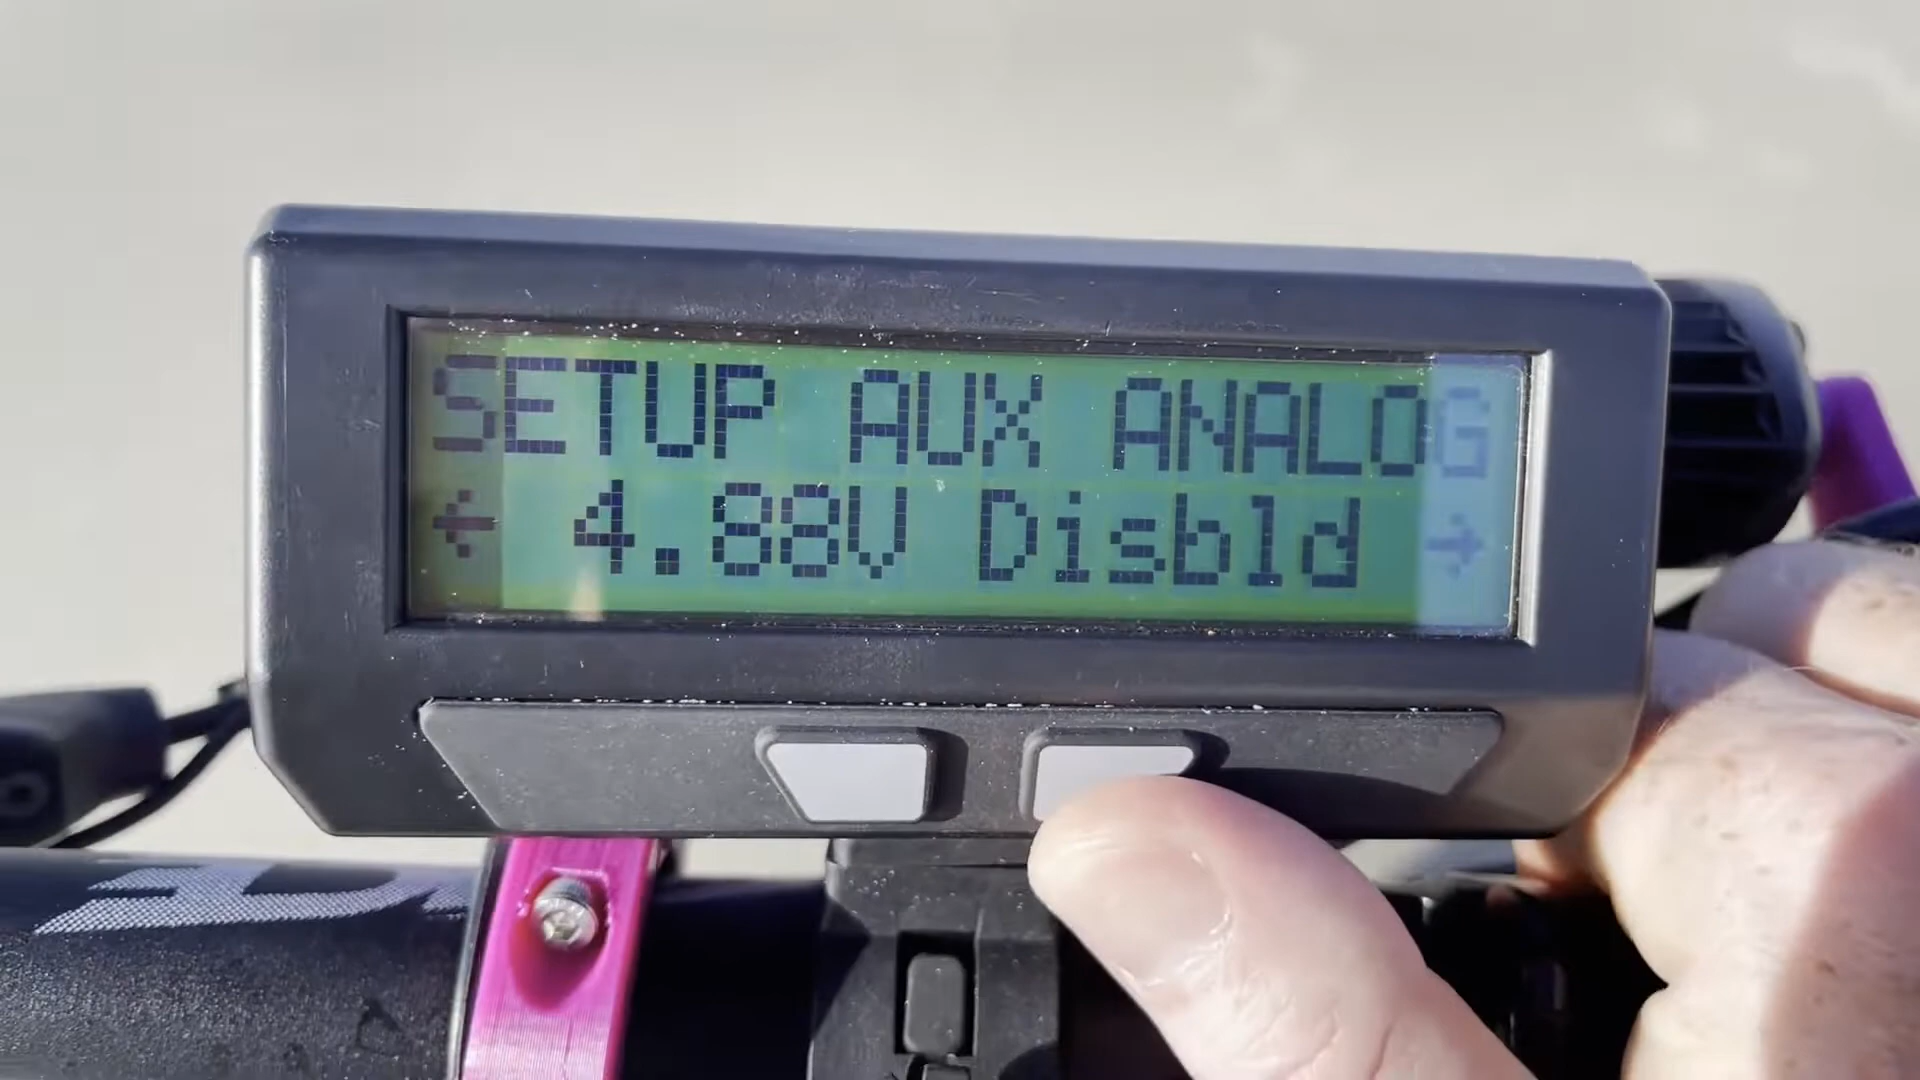 SETUP AUX ANALOG
← 4.88V Disbld →